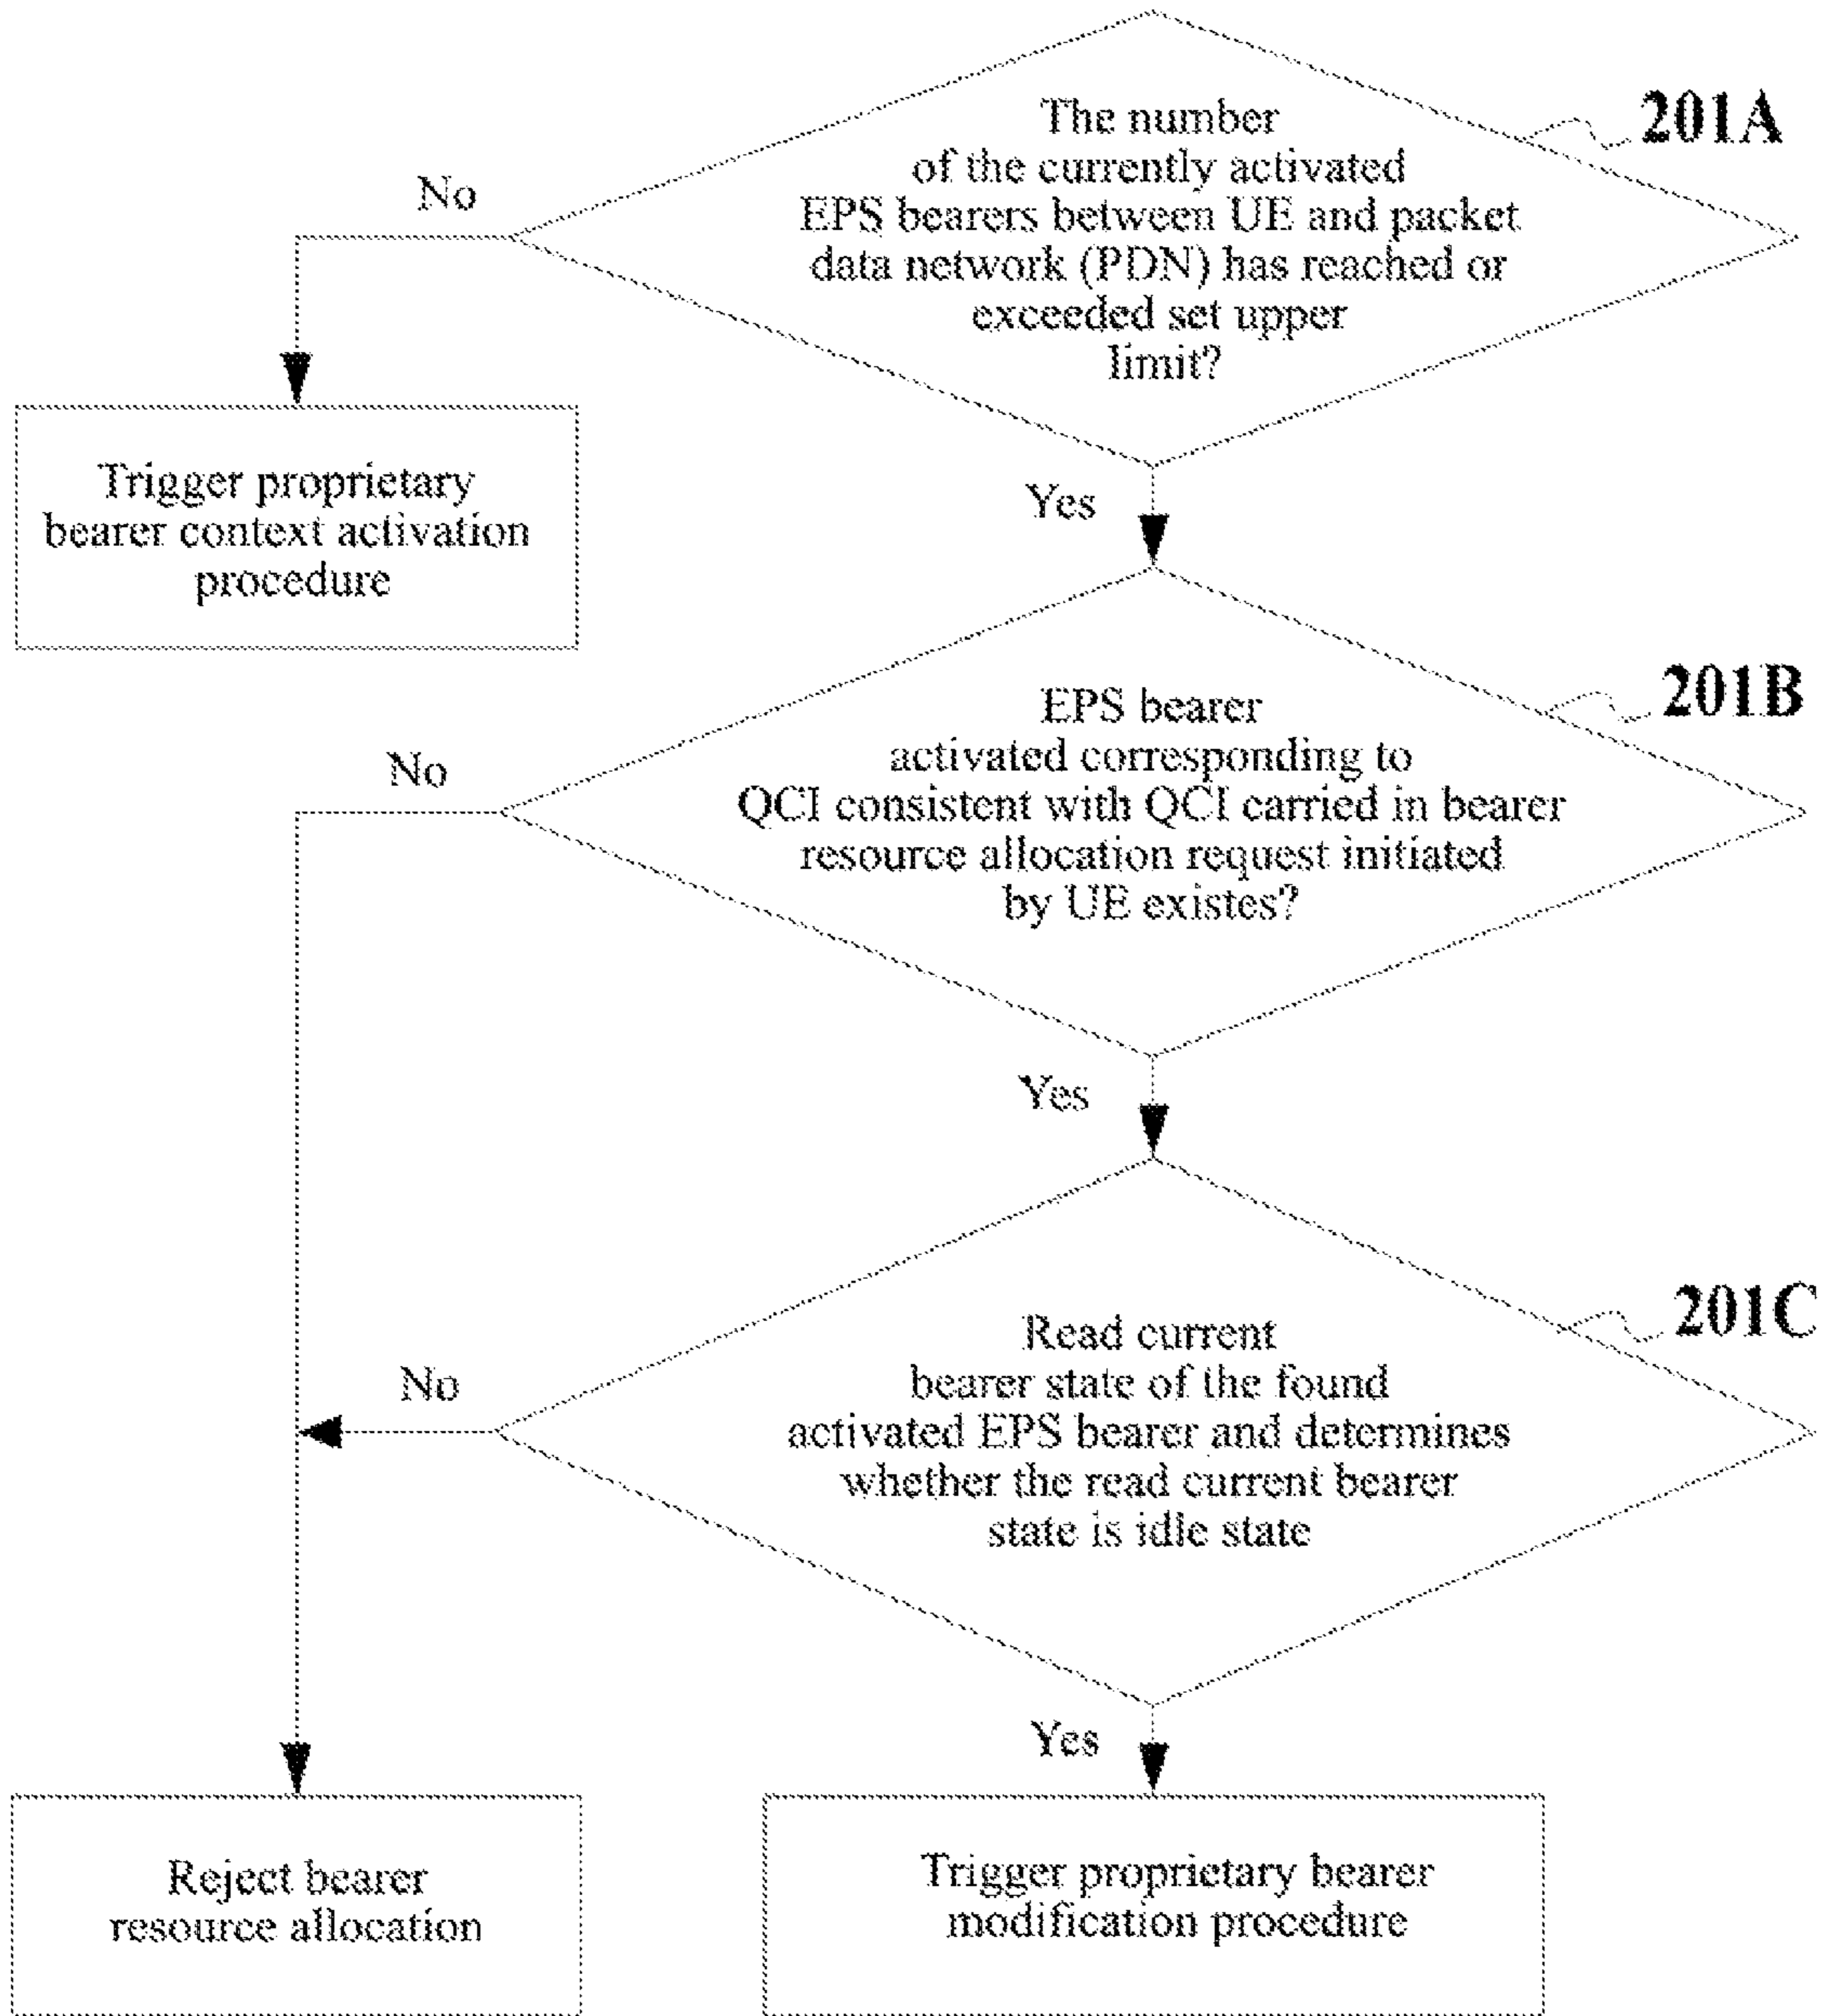 The number
of the currently activated
EPS bearers between UE and packet
data network (PDN) has reached or
exceeded set upper
limit?
201A
No
Trigger proprietary
bearer context activation
procedure
Yes
EPS bearer
activated corresponding to
QCI consistent with QCI carried in bearer
resource allocation request initiated
by UE existes?
201B
No
Yes
Read current
bearer state of the found
activated EPS bearer and determines
whether the read current bearer
state is idle state
201C
No
Yes
Reject bearer
resource allocation
Trigger proprietary bearer
modification procedure